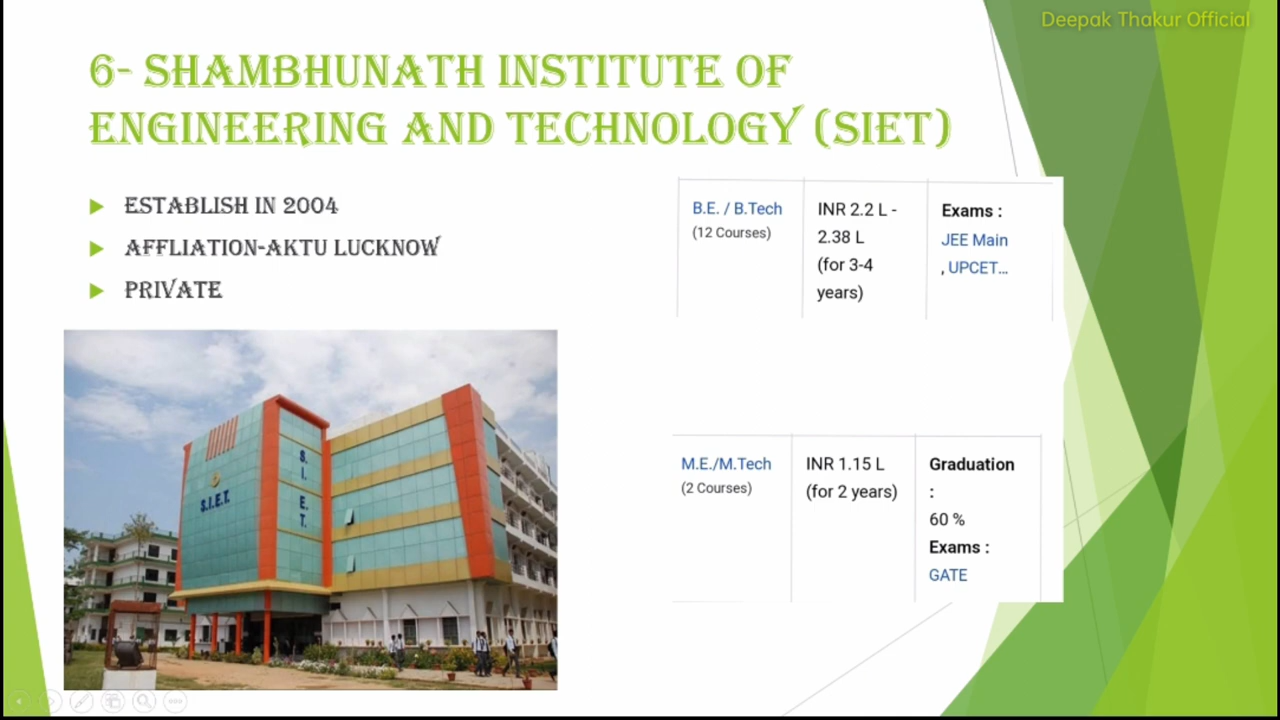 Deepak Thakur Official
6- SHAMBHUNATH INSTITUTE OF
ENGINEERING AND TECHNOLOGY (SIET)
ESTABLISH IN 2004
AFFLIATION-AKTU LUCKNOW
PRIVATE
B.E. / B.Tech
(12 Courses)
INR 2.2 L -
2.38 L
(for 3-4
years)
Exams :
JEE Main
, UPCET...
M.E./M.Tech
(2 Courses)
INR 1.15 L
(for 2 years)
Graduation
:
60 %
Exams :
GATE
S.I.E.T.
S.
I.
E.
T.